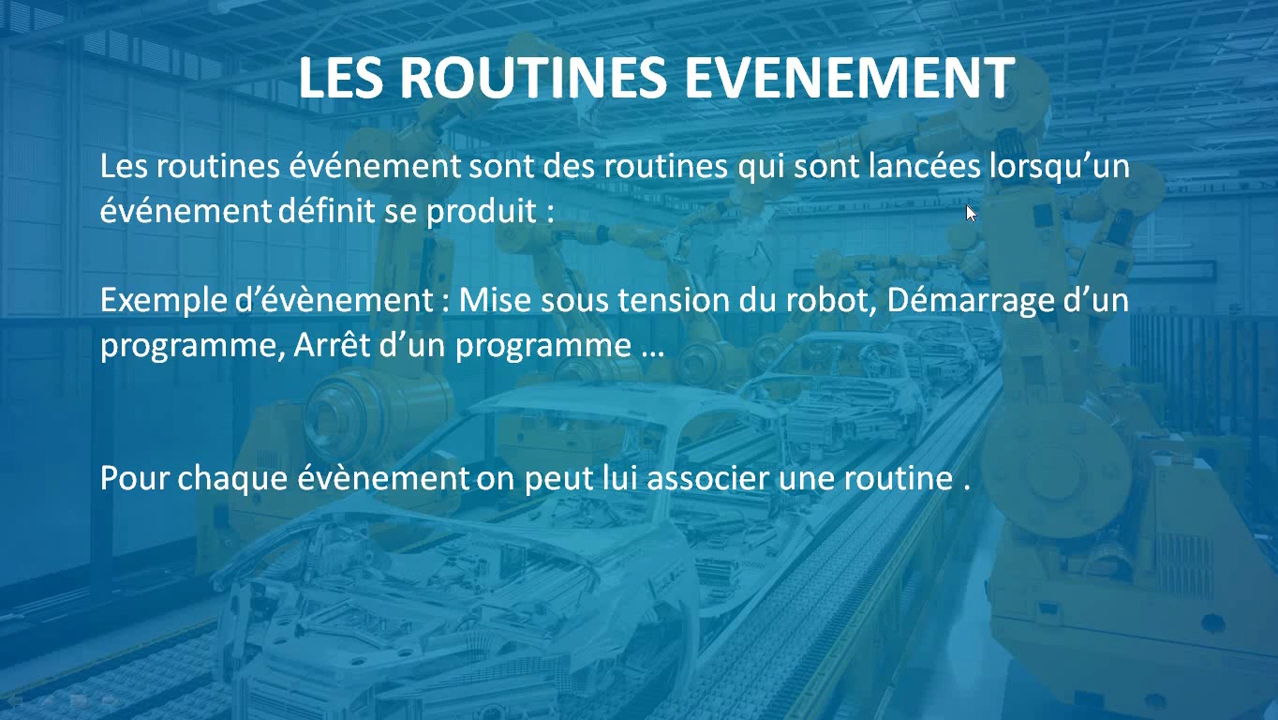 LES ROUTINES EVENEMENT
Les routines événement sont des routines qui sont lancées lorsqu’un
événement définit se produit :
Exemple d’évènement : Mise sous tension du robot, Démarrage d’un
programme, Arrêt d’un programme …
Pour chaque évènement on peut lui associer une routine .